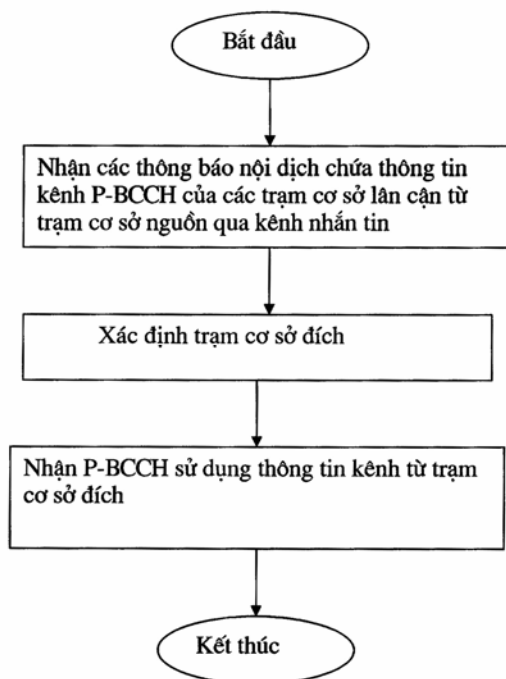 Bắt đầu
Nhận các thông báo nội dịch chứa thông tin
kênh P-BCCH của các trạm cơ sở lân cận từ
trạm cơ sở nguồn qua kênh nhắn tin
Xác định trạm cơ sở đích
Nhận P-BCCH sử dụng thông tin kênh từ trạm
cơ sở đích
Kết thúc